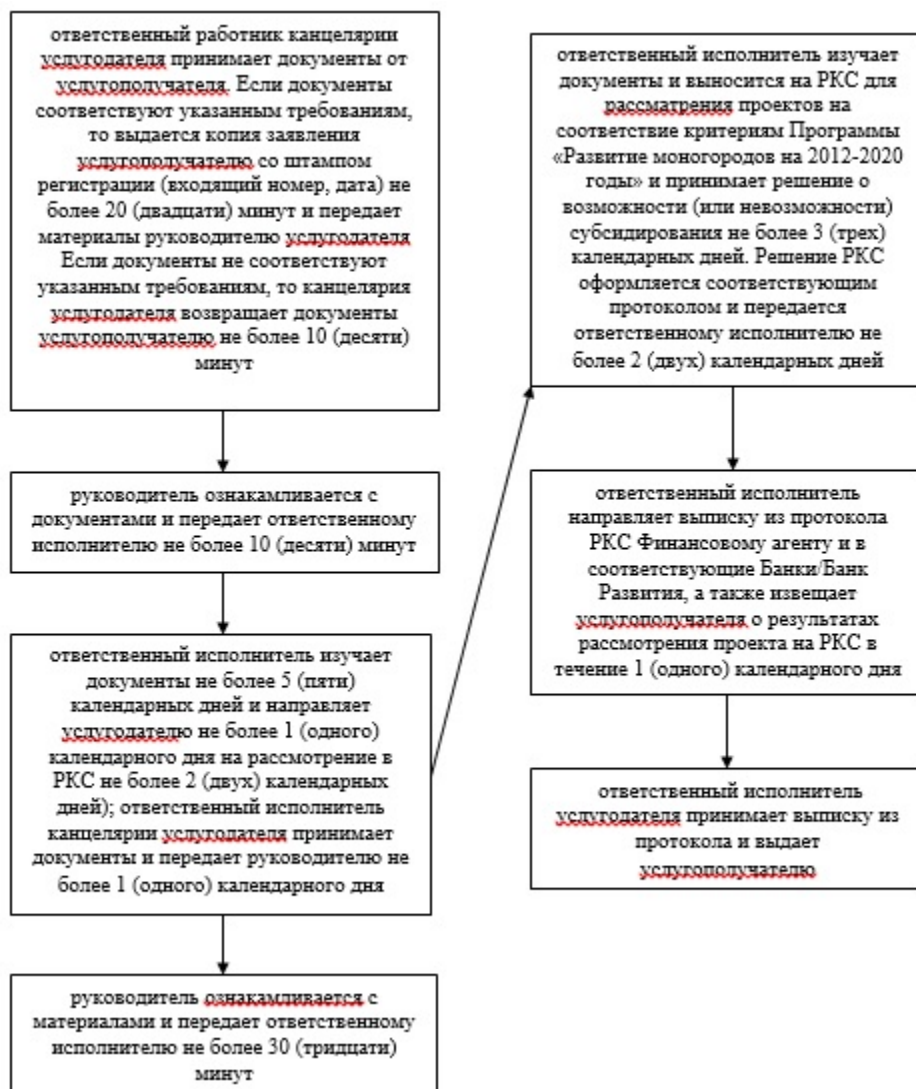 ответственный работник канцелярии
услугодателя принимает документы от
услугополучателя. Если документы
соответствуют указанным требованиям,
то выдается копия заявления
услугополучателю со штампом
регистрации (входящий номер, дата) не
более 20 (двадцати) минут и передает
материалы руководителю услугодателя
Если документы не соответствуют
указанным требованиям, то канцелярия
услугодателя возвращает документы
услугополучателю не более 10 (десяти)
минут
руководитель ознакамливается с
документами и передает ответственному
исполнителю не более 10 (десяти) минут
ответственный исполнитель изучает
документы не более 5 (пяти)
календарных дней и направляет
услугодателю не более 1 (одного)
календарного дня на рассмотрение в
РКС не более 2 (двух) календарных
дней); ответственный исполнитель
канцелярии услугодателя принимает
документы и передает руководителю не
более 1 (одного) календарного дня
руководитель ознакамливается с
материалами и передает ответственному
исполнителю не более 30 (тридцати)
минут
ответственный исполнитель изучает
документы и выносится на РКС для
рассматрения проектов на
соответствие критериям Программы
«Развитие моногородов на 2012-2020
годы» и принимает решение о
возможности (или невозможности)
субсидирования не более 3 (трех)
календарных дней. Решение РКС
оформляется соответствующим
протоколом и передается
ответственному исполнителю не
более 2 (двух) календарных дней
ответственный исполнитель
направляет выписку из протокола
РКС Финансовому агенту и в
соответствующие Банки/Банк
Развития, а также извещает
услугополучателя о результатах
рассмотрения проекта на РКС в
течение 1 (одного) календарного дня
ответственный исполнитель
услугодателя принимает выписку из
протокола и выдает
услугополучателю